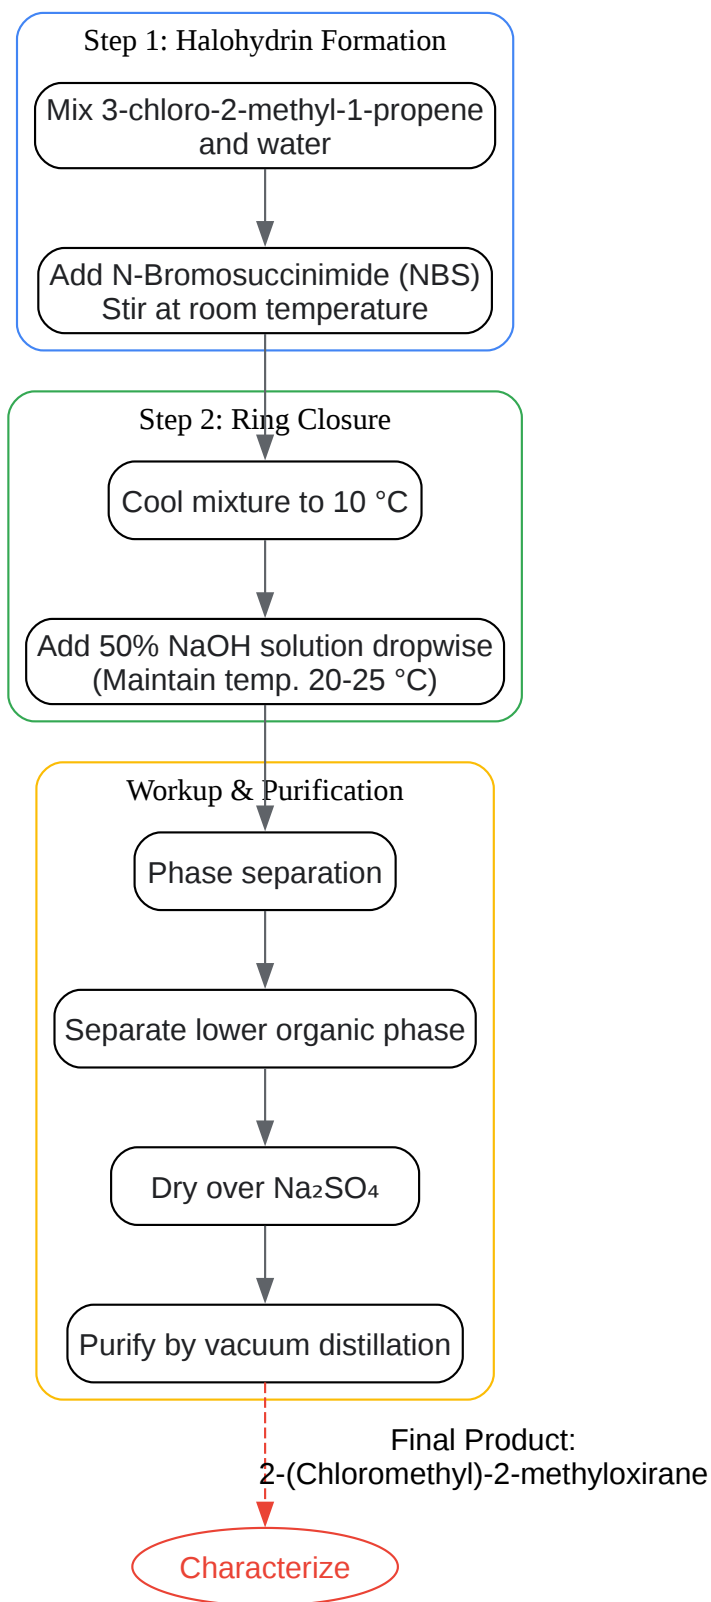 Step 1: Halohydrin Formation
Mix 3-chloro-2-methyl-1-propene
and water
Add N-Bromosuccinimide (NBS)
Stir at room temperature
Step 2: Ring Closure
Cool mixture to 10 °C
Add 50% NaOH solution dropwise
(Maintain temp. 20-25 °C)
Workup & Purification
Phase separation
Separate lower organic phase
Dry over Na₂SO₄
Purify by vacuum distillation
Final Product:
2-(Chloromethyl)-2-methyloxirane
Characterize